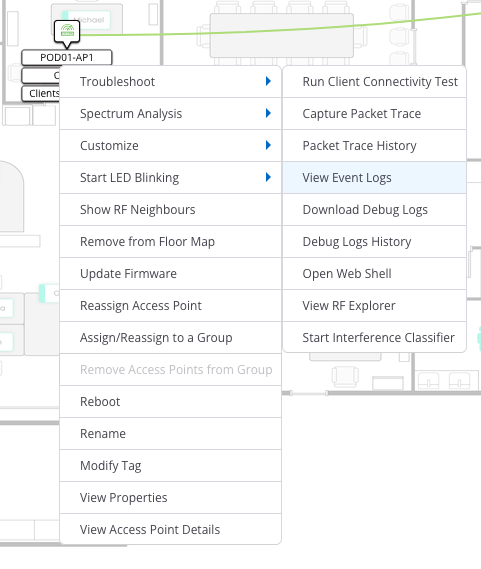 Michael
POD01-AP1
Clients
Troubleshoot
Spectrum Analysis
Customize
Start LED Blinking
Show RF Neighbours
Remove from Floor Map
Update Firmware
Reassign Access Point
Assign/Reassign to a Group
Remove Access Points from Group
Reboot
Rename
Modify Tag
View Properties
View Access Point Details
Run Client Connectivity Test
Capture Packet Trace
Packet Trace History
View Event Logs
Download Debug Logs
Debug Logs History
Open Web Shell
View RF Explorer
Start Interference Classifier